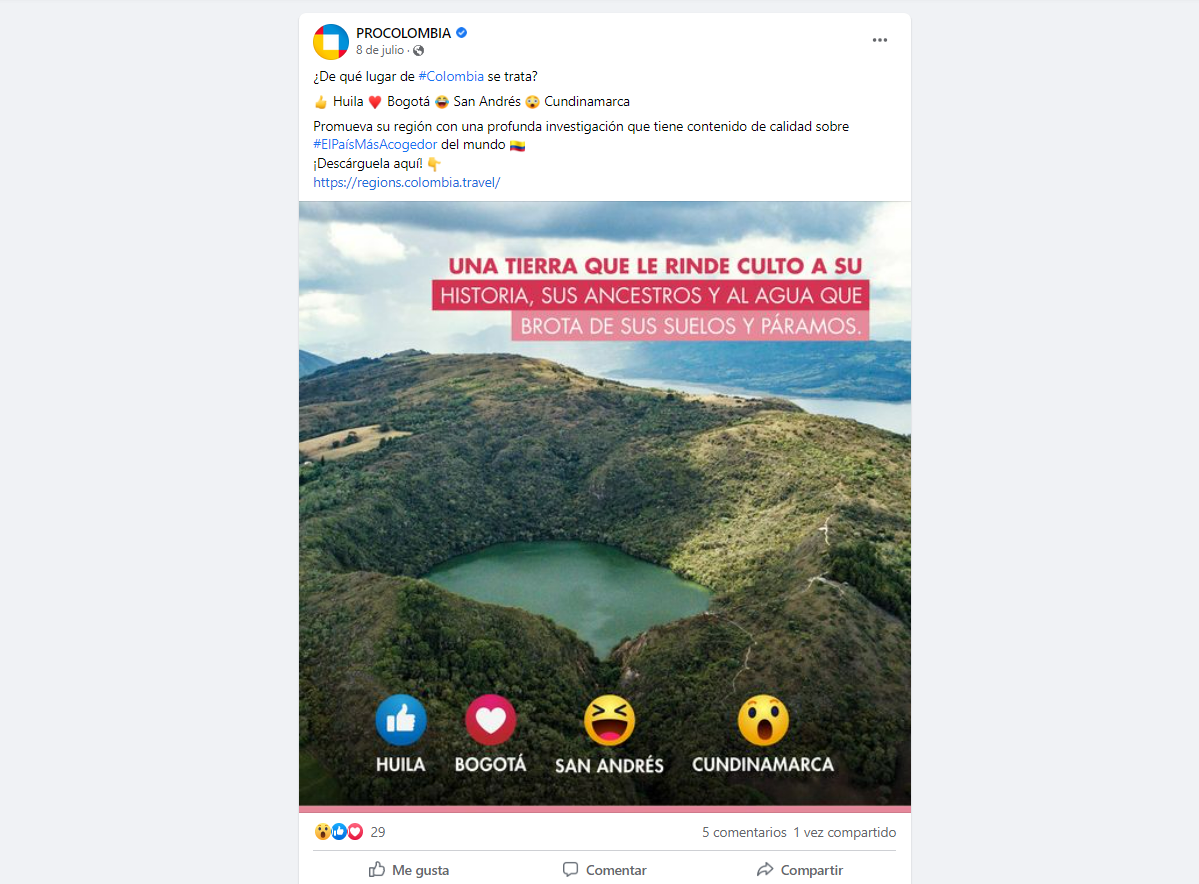 PROCOLOMBIA
8 de julio ·
¿De qué lugar de #Colombia se trata?
👍 Huila ❤️ Bogotá 😂 San Andrés 😯 Cundinamarca
Promueva su región con una profunda investigación que tiene contenido de calidad sobre
#ElPaísMásAcogedor del mundo 🇨🇴
¡Descárguela aquí! 👇
https://regions.colombia.travel/
UNA TIERRA QUE LE RINDE CULTO A SU
HISTORIA, SUS ANCESTROS Y AL AGUA QUE
BROTA DE SUS SUELOS Y PÁRAMOS.
HUILA BOGOTÁ SAN ANDRÉS CUNDINAMARCA
29 5 comentarios 1 vez compartido
Me gusta Comentar Compartir